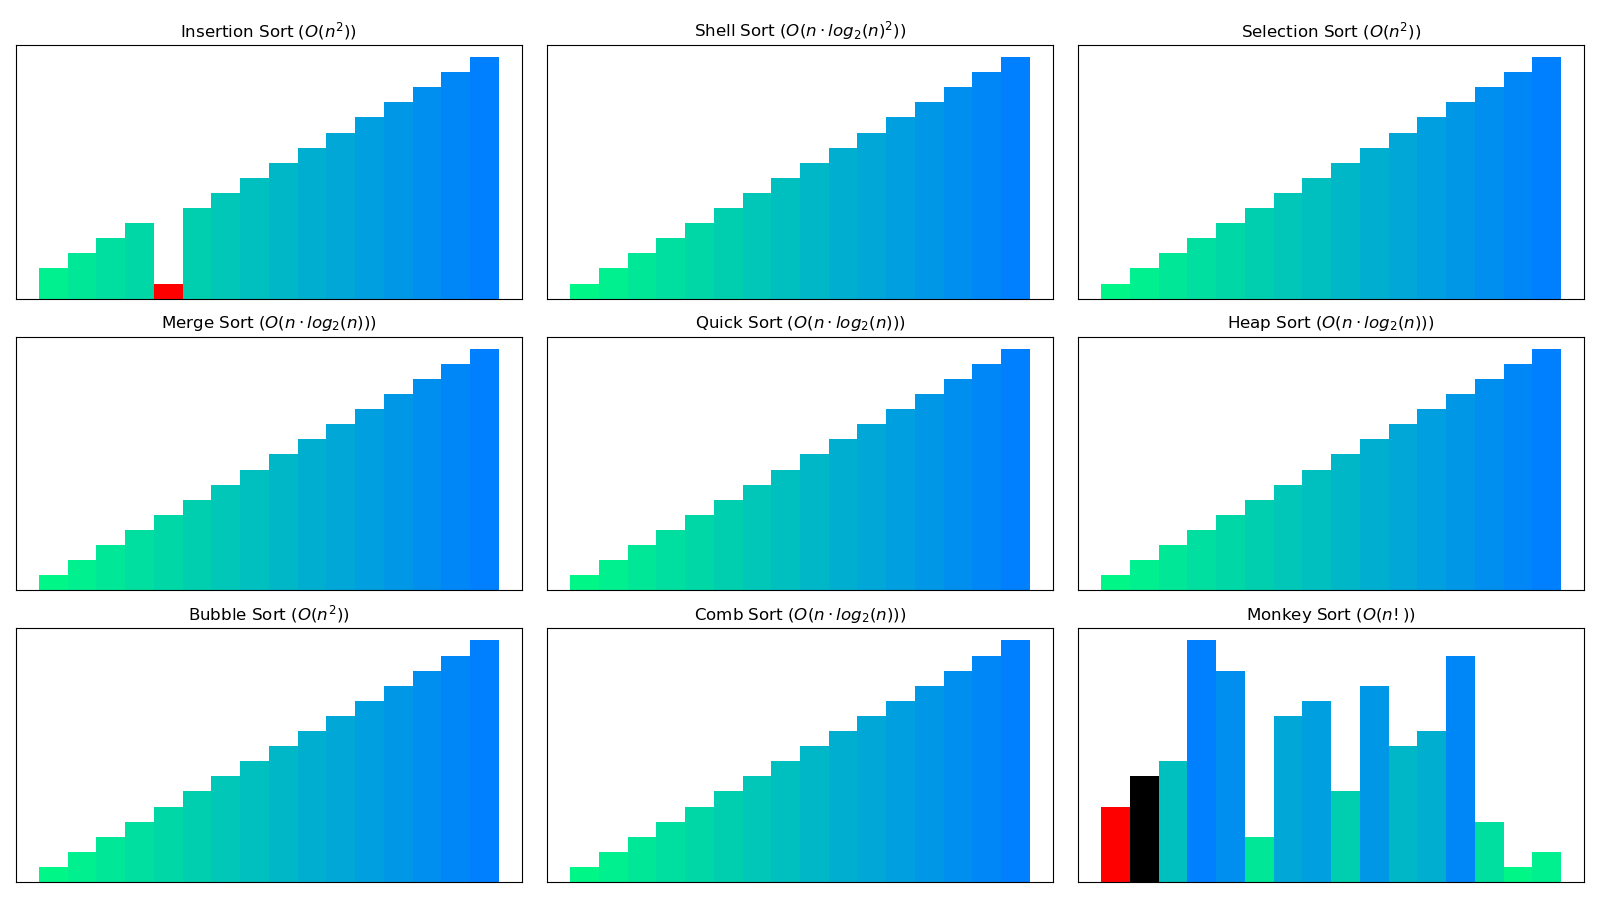 Insertion Sort (O(n²))
Shell Sort (O(n · log₂(n)²))
Selection Sort (O(n²))
Merge Sort (O(n · log₂(n)))
Quick Sort (O(n · log₂(n)))
Heap Sort (O(n · log₂(n)))
Bubble Sort (O(n²))
Comb Sort (O(n · log₂(n)))
Monkey Sort (O(n!))